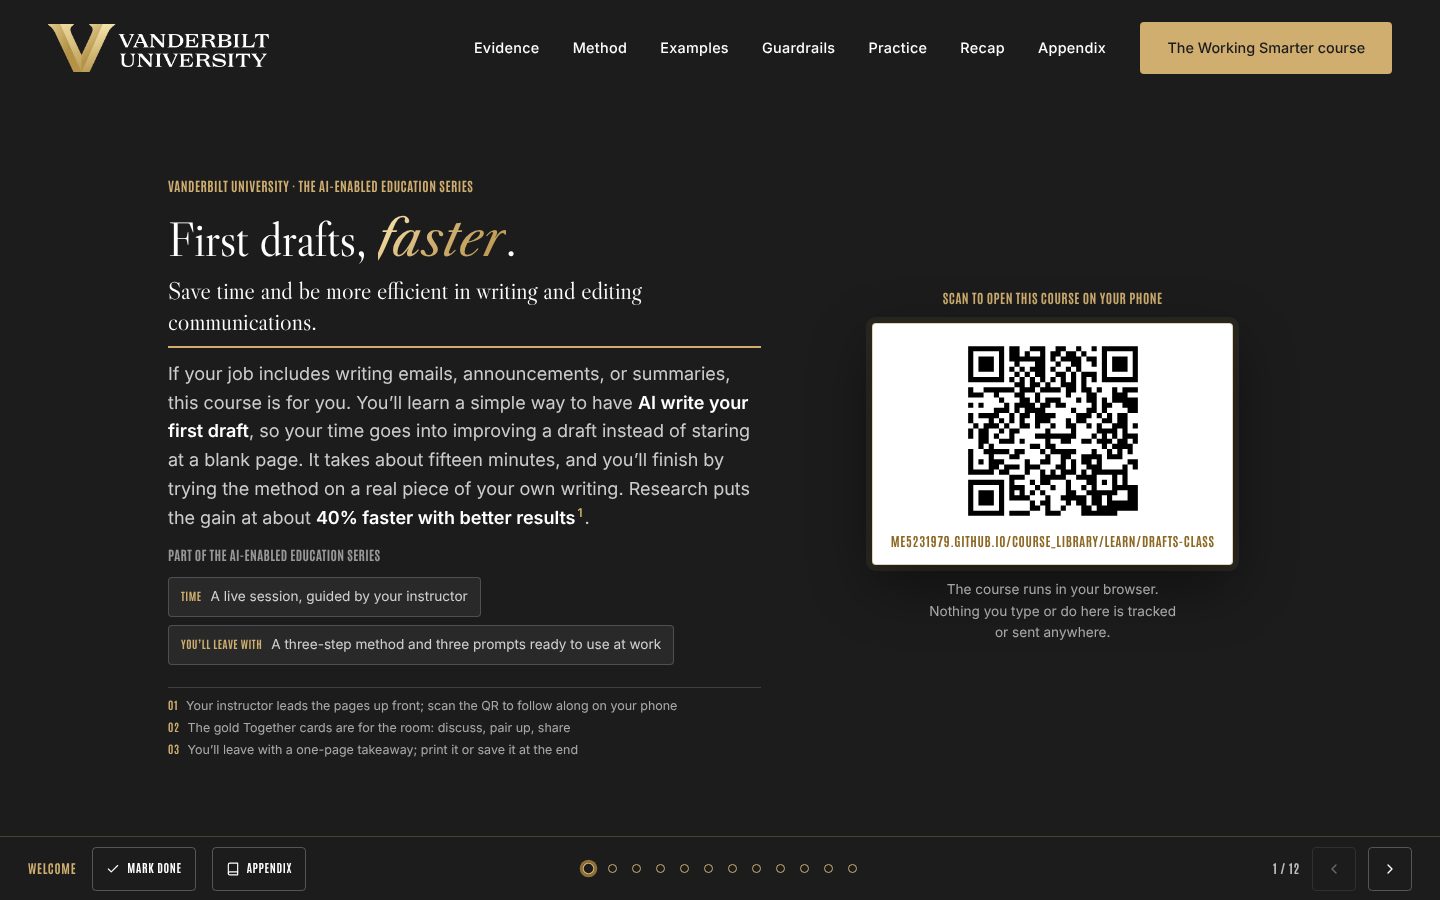 VANDERBILT
UNIVERSITY
Evidence
Method
Examples
Guardrails
Practice
Recap
Appendix
The Working Smarter course
VANDERBILT UNIVERSITY · THE AI-ENABLED EDUCATION SERIES
First drafts, faster.
Save time and be more efficient in writing and editing
communications.
If your job includes writing emails, announcements, or summaries,
this course is for you. You’ll learn a simple way to have AI write your
first draft, so your time goes into improving a draft instead of staring
at a blank page. It takes about fifteen minutes, and you’ll finish by
trying the method on a real piece of your own writing. Research puts
the gain at about 40% faster with better results1.
PART OF THE AI-ENABLED EDUCATION SERIES
TIME A live session, guided by your instructor
YOU’LL LEAVE WITH A three-step method and three prompts ready to use at work
01 Your instructor leads the pages up front; scan the QR to follow along on your phone
02 The gold Together cards are for the room: discuss, pair up, share
03 You’ll leave with a one-page takeaway; print it or save it at the end
SCAN TO OPEN THIS COURSE ON YOUR PHONE
ME5231979.GITHUB.IO/COURSE_LIBRARY/LEARN/DRAFTS-CLASS
The course runs in your browser.
Nothing you type or do here is tracked
or sent anywhere.
WELCOME
MARK DONE
APPENDIX
1 / 12